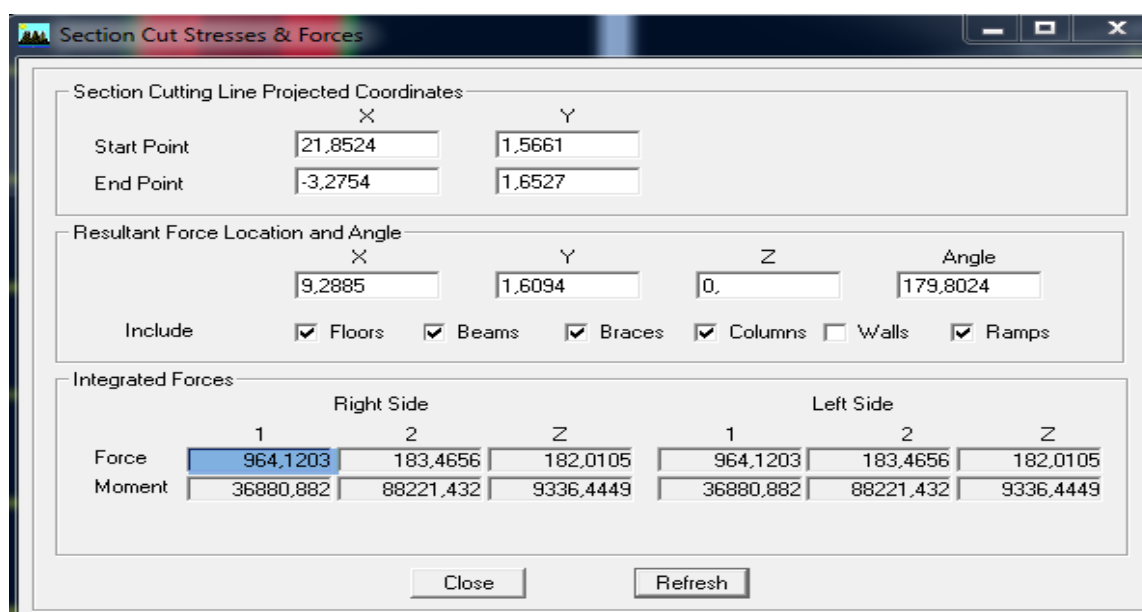 Section Cut Stresses & Forces
Section Cutting Line Projected Coordinates
X Y
Start Point 21,8524 1,5661
End Point -3,2754 1,6527
Resultant Force Location and Angle
X Y Z Angle
9,2885 1,6094 0, 179,8024
Include Floors Beams Braces Columns Walls Ramps
Integrated Forces
Right Side Left Side
1 2 Z 1 2 Z
Force 964,1203 183,4656 182,0105 964,1203 183,4656 182,0105
Moment 36880,882 88221,432 9336,4449 36880,882 88221,432 9336,4449
Close Refresh